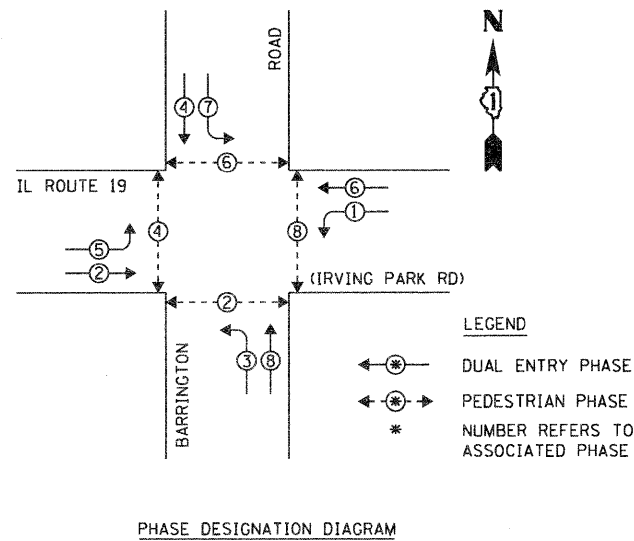 N
ROAD
4 7
1
6
IL ROUTE 19
6
1
5
4
8
2
(IRVING PARK RD)
2
LEGEND
3 8
BARRINGTON
* DUAL ENTRY PHASE
* PEDESTRIAN PHASE
* NUMBER REFERS TO
ASSOCIATED PHASE
PHASE DESIGNATION DIAGRAM